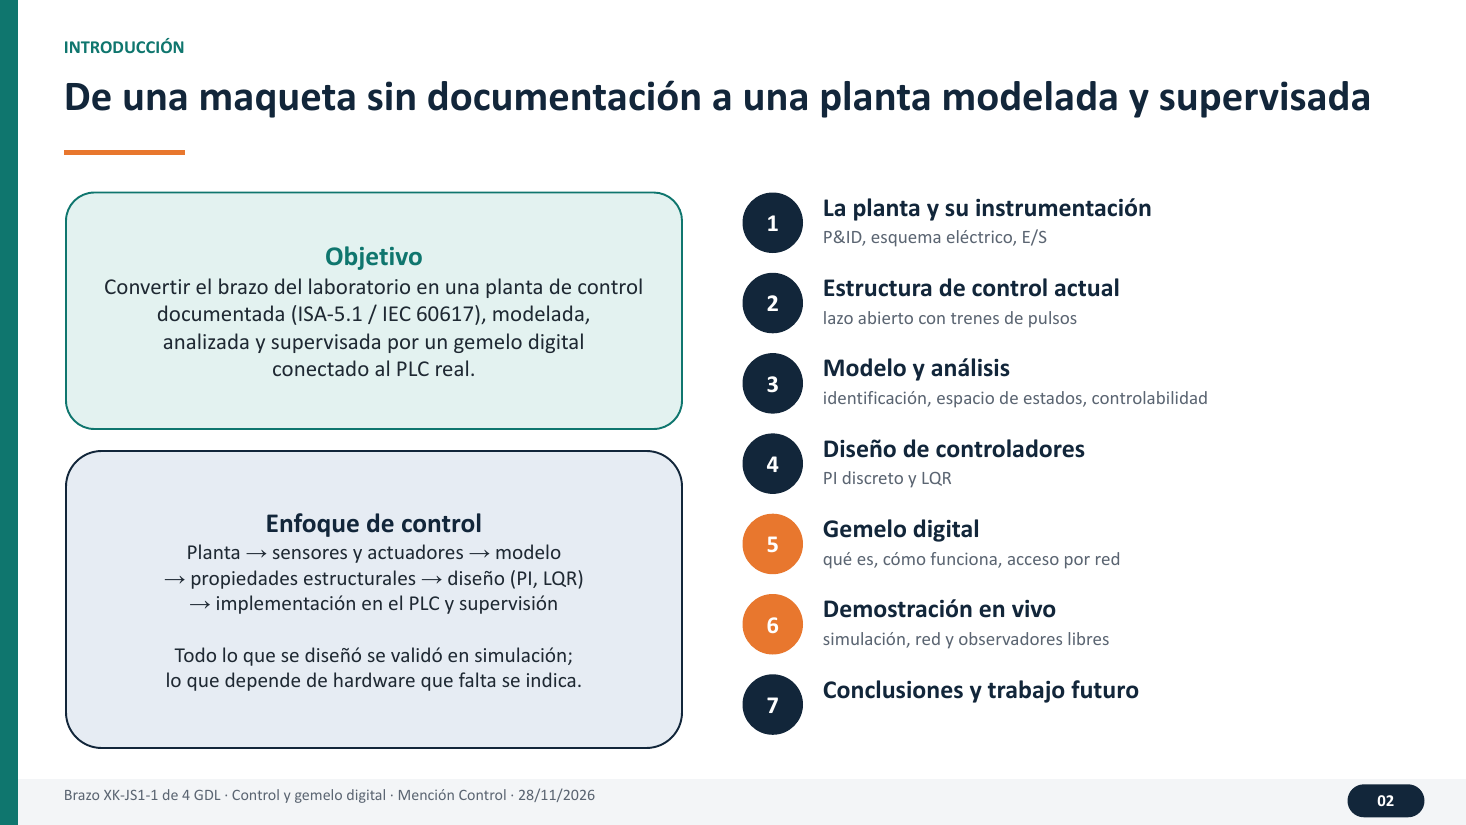 INTRODUCCIÓN
De una maqueta sin documentación a una planta modelada y supervisada
Objetivo
Convertir el brazo del laboratorio en una planta de control
documentada (ISA-5.1 / IEC 60617), modelada,
analizada y supervisada por un gemelo digital
conectado al PLC real.
Enfoque de control
Planta → sensores y actuadores → modelo
→ propiedades estructurales → diseño (PI, LQR)
→ implementación en el PLC y supervisión
Todo lo que se diseñó se validó en simulación;
lo que depende de hardware que falta se indica.
1
La planta y su instrumentación
P&ID, esquema eléctrico, E/S
2
Estructura de control actual
lazo abierto con trenes de pulsos
3
Modelo y análisis
identificación, espacio de estados, controlabilidad
4
Diseño de controladores
PI discreto y LQR
5
Gemelo digital
qué es, cómo funciona, acceso por red
6
Demostración en vivo
simulación, red y observadores libres
7
Conclusiones y trabajo futuro
Brazo XK-JS1-1 de 4 GDL · Control y gemelo digital · Mención Control · 28/11/2026
02